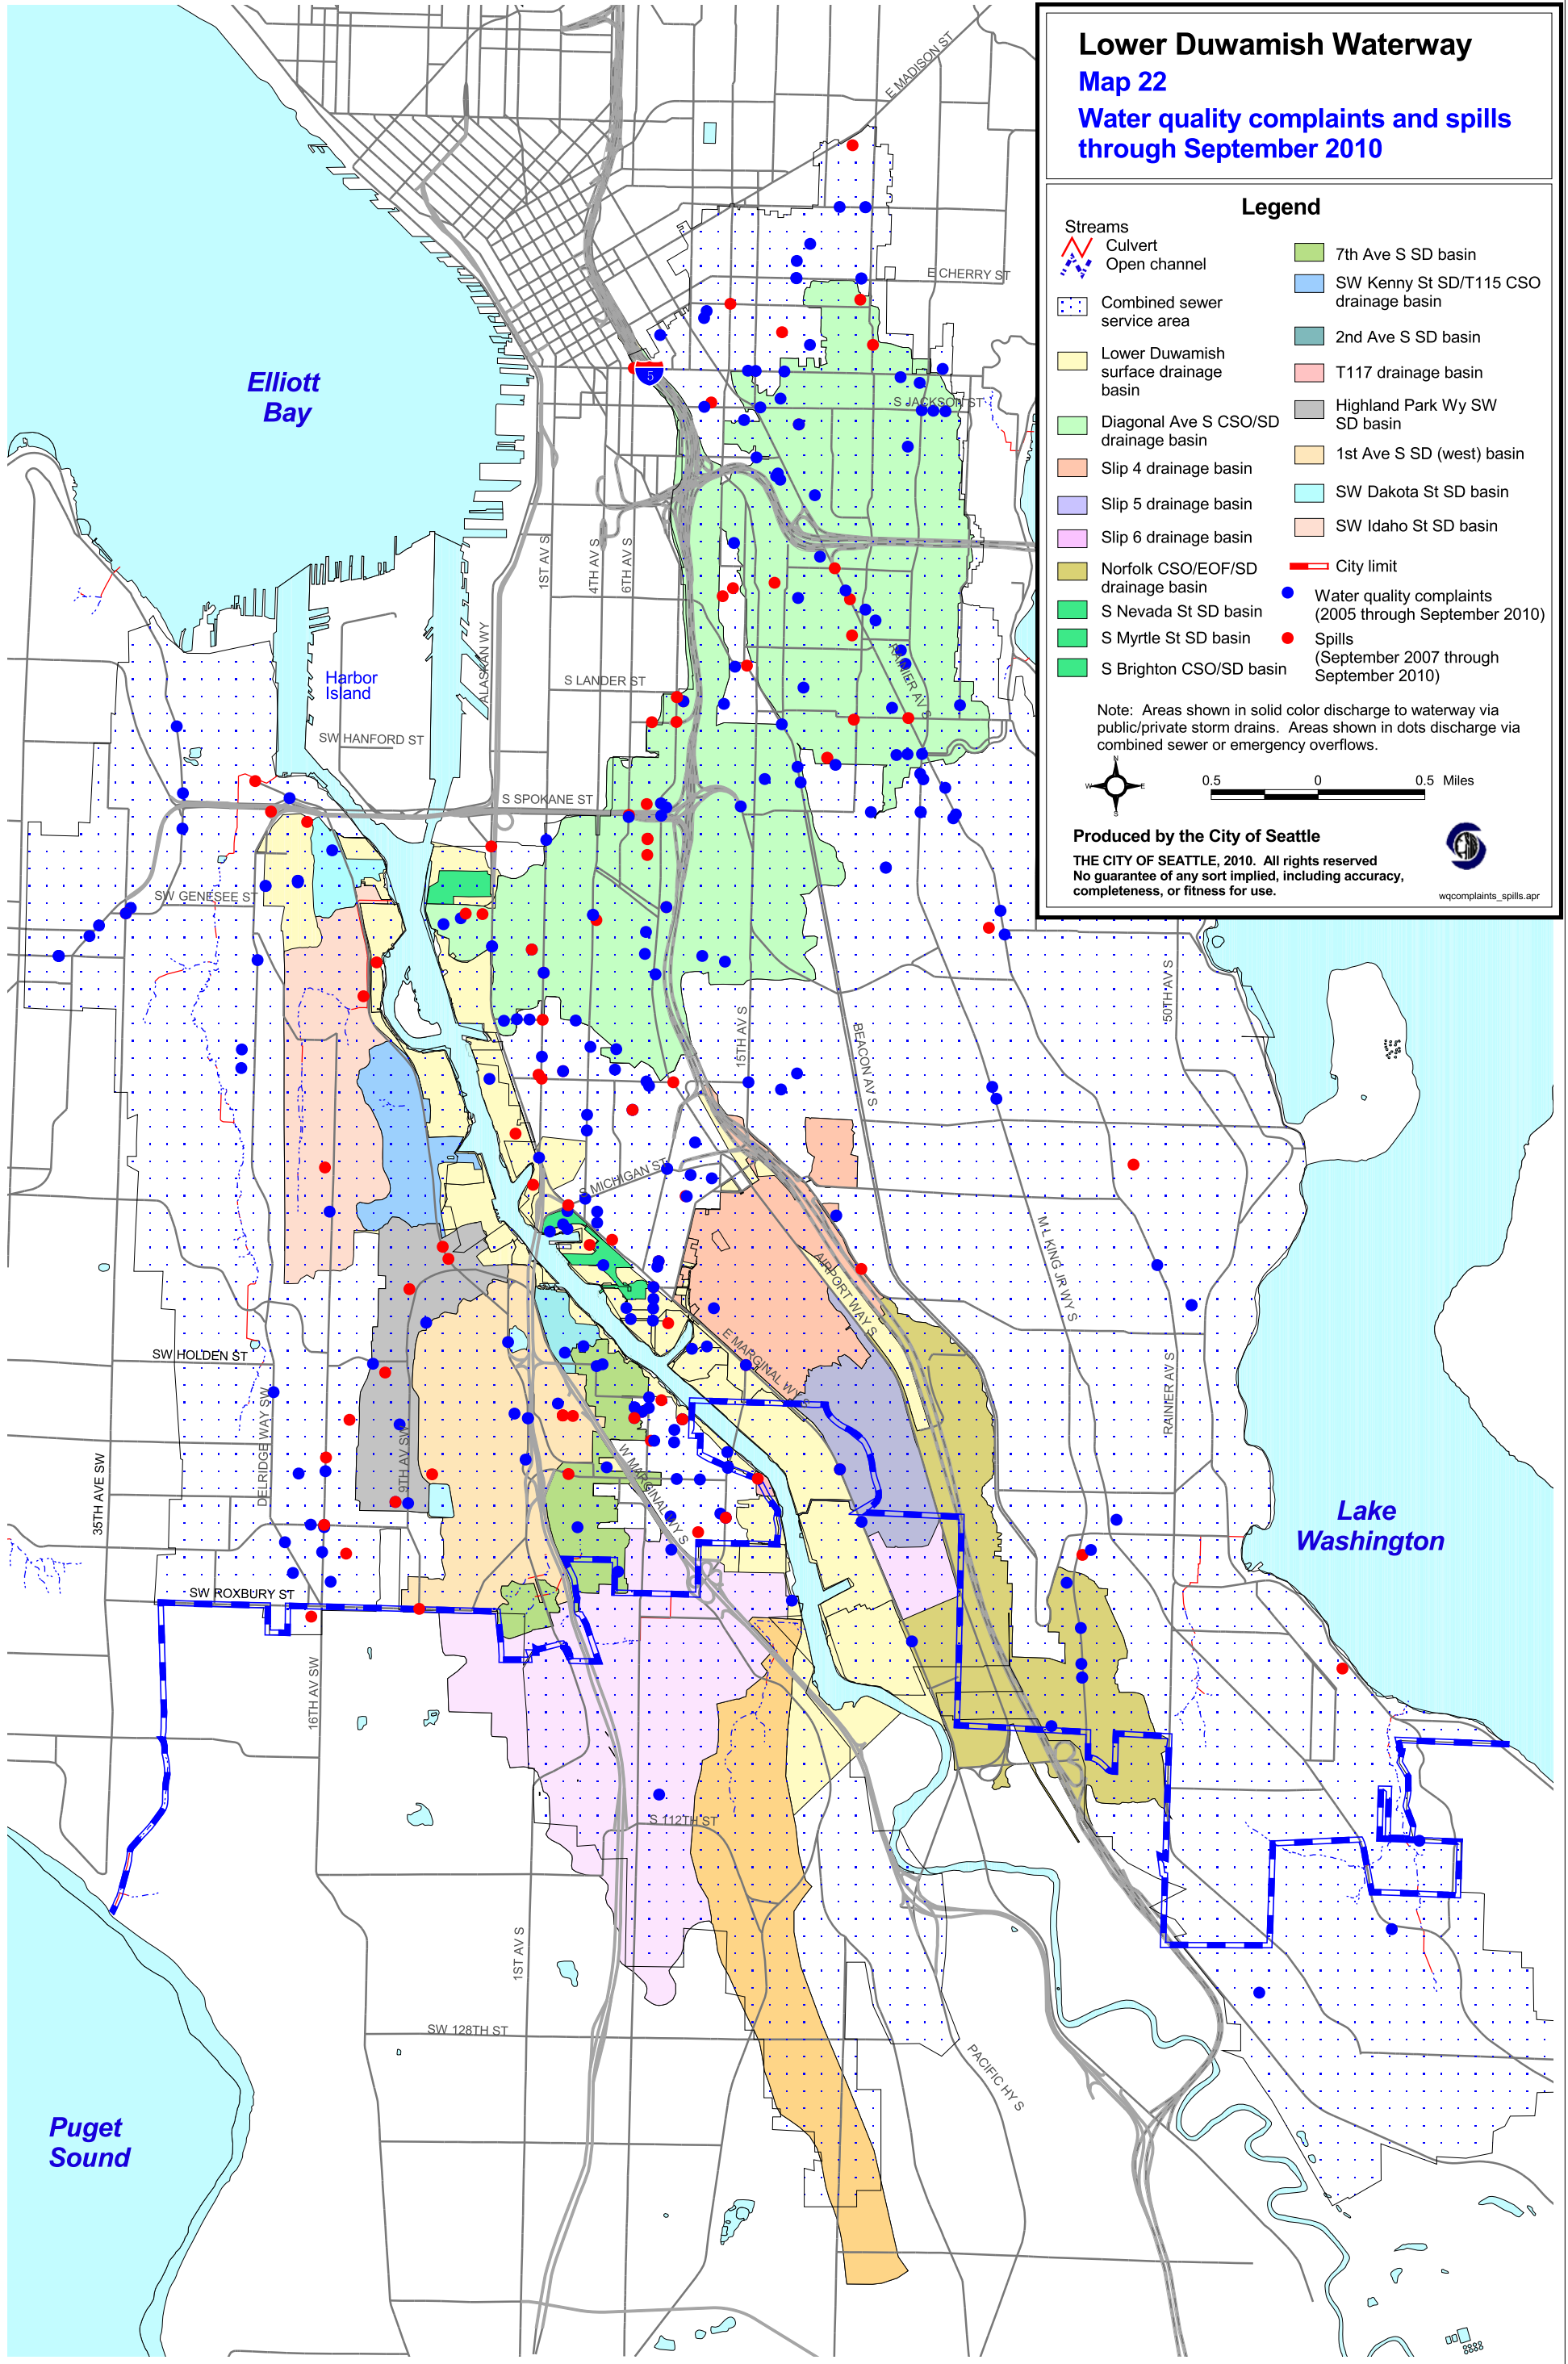 Lower Duwamish Waterway
Map 22
Water quality complaints and spills
through September 2010
Legend
Streams
Culvert
Open channel
Combined sewer
service area
Lower Duwamish
surface drainage
basin
Diagonal Ave S CSO/SD
drainage basin
Slip 4 drainage basin
Slip 5 drainage basin
Slip 6 drainage basin
Norfolk CSO/EOF/SD
drainage basin
S Nevada St SD basin
S Myrtle St SD basin
S Brighton CSO/SD basin
7th Ave S SD basin
SW Kenny St SD/T115 CSO
drainage basin
2nd Ave S SD basin
T117 drainage basin
Highland Park Wy SW
SD basin
1st Ave S SD (west) basin
SW Dakota St SD basin
SW Idaho St SD basin
City limit
Water quality complaints
(2005 through September 2010)
Spills
(September 2007 through
September 2010)
Note: Areas shown in solid color discharge to waterway via
public/private storm drains. Areas shown in dots discharge via
combined sewer or emergency overflows.
N
W
E
S
0.5
0
0.5 Miles
Produced by the City of Seattle
THE CITY OF SEATTLE, 2010. All rights reserved
No guarantee of any sort implied, including accuracy,
completeness, or fitness for use.
wqcomplaints_spills.apr
E MADISON ST
E CHERRY ST
5
S JACKSON ST
Elliott
Bay
1ST AV S
4TH AV S
6TH AV S
ALASKAN WY
RAINIER AV S
Harbor
Island
S LANDER ST
SW HANFORD ST
S SPOKANE ST
SW GENESEE ST
15TH AV S
BEACON AV S
50TH AV S
S MICHIGAN ST
M L KING JR WY S
AIRPORT WAY S
E MARGINAL WY S
SW HOLDEN ST
DELRIDGE WAY SW
35TH AVE SW
9TH AV SW
W MARGINAL WY S
RAINIER AV S
Lake
Washington
SW ROXBURY ST
16TH AV SW
S 112TH ST
1ST AV S
SW 128TH ST
PACIFIC HY S
Puget
Sound